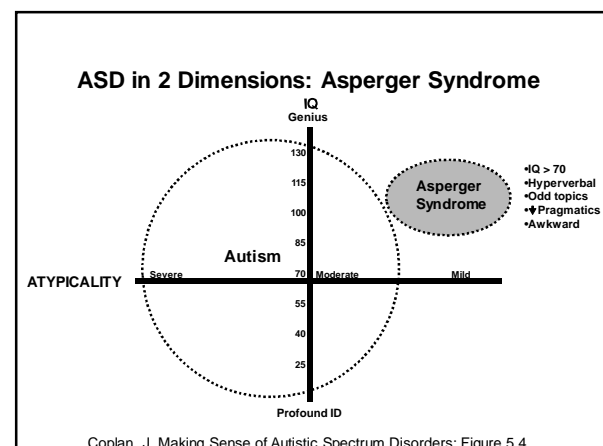 ASD in 2 Dimensions: Asperger Syndrome
IQ
Genius
130
115
100
85
70
55
40
25
Asperger
Syndrome
•IQ > 70
•Hyperverbal
•Odd topics
•↓Pragmatics
•Awkward
Autism
ATYPICALITY
Severe
Moderate
Mild
Profound ID
Coplan, J. Making Sense of Autistic Spectrum Disorders: Figure 5.4